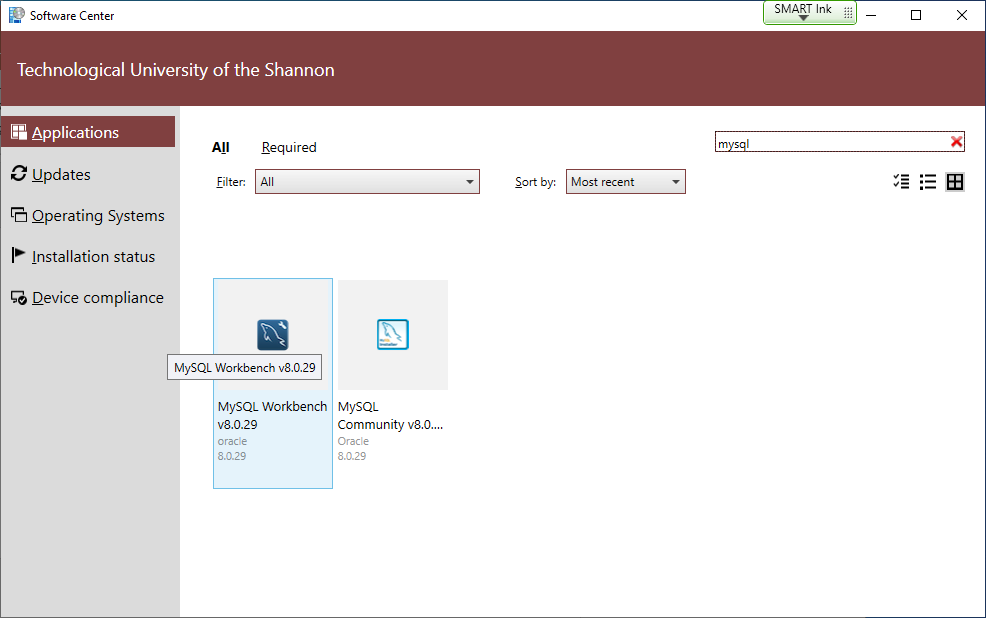 Software Center
SMART Ink
Technological University of the Shannon
Applications
Updates
Operating Systems
Installation status
Device compliance
All
Required
mysql
Filter:
All
Sort by:
Most recent
MySQL Workbench v8.0.29
MySQL Workbench
v8.0.29
oracle
8.0.29
MySQL
Community v8.0....
Oracle
8.0.29